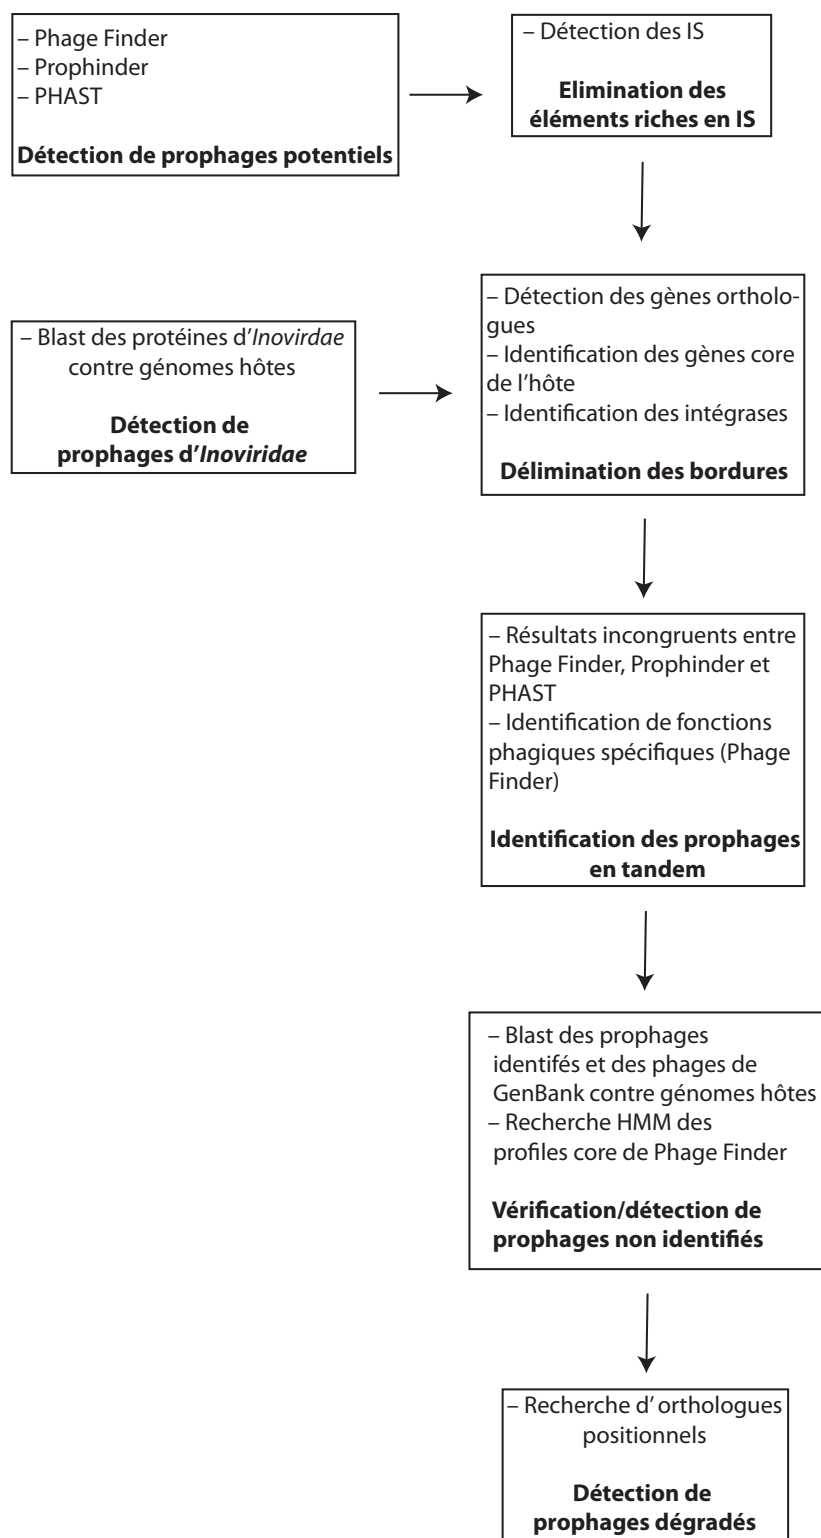 – Phage Finder
– Prophinder
– PHAST
Détection de prophages potentiels
– Détection des IS
Elimination des
éléments riches en IS
– Blast des protéines d'Inovirdae
contre génomes hôtes
Détection de
prophages d'Inoviridae
– Détection des gènes ortholo-
gues
– Identification des gènes core
de l'hôte
– Identification des intégrases
Délimination des bordures
– Résultats incongruents entre
Phage Finder, Prophinder et
PHAST
– Identification de fonctions
phagiques spécifiques (Phage
Finder)
Identification des prophages
en tandem
– Blast des prophages
identifés et des phages de
GenBank contre génomes hôtes
– Recherche HMM des
profiles core de Phage Finder
Vérification/détection de
prophages non identifiés
– Recherche d' orthologues
positionnels
Détection de
prophages dégradés